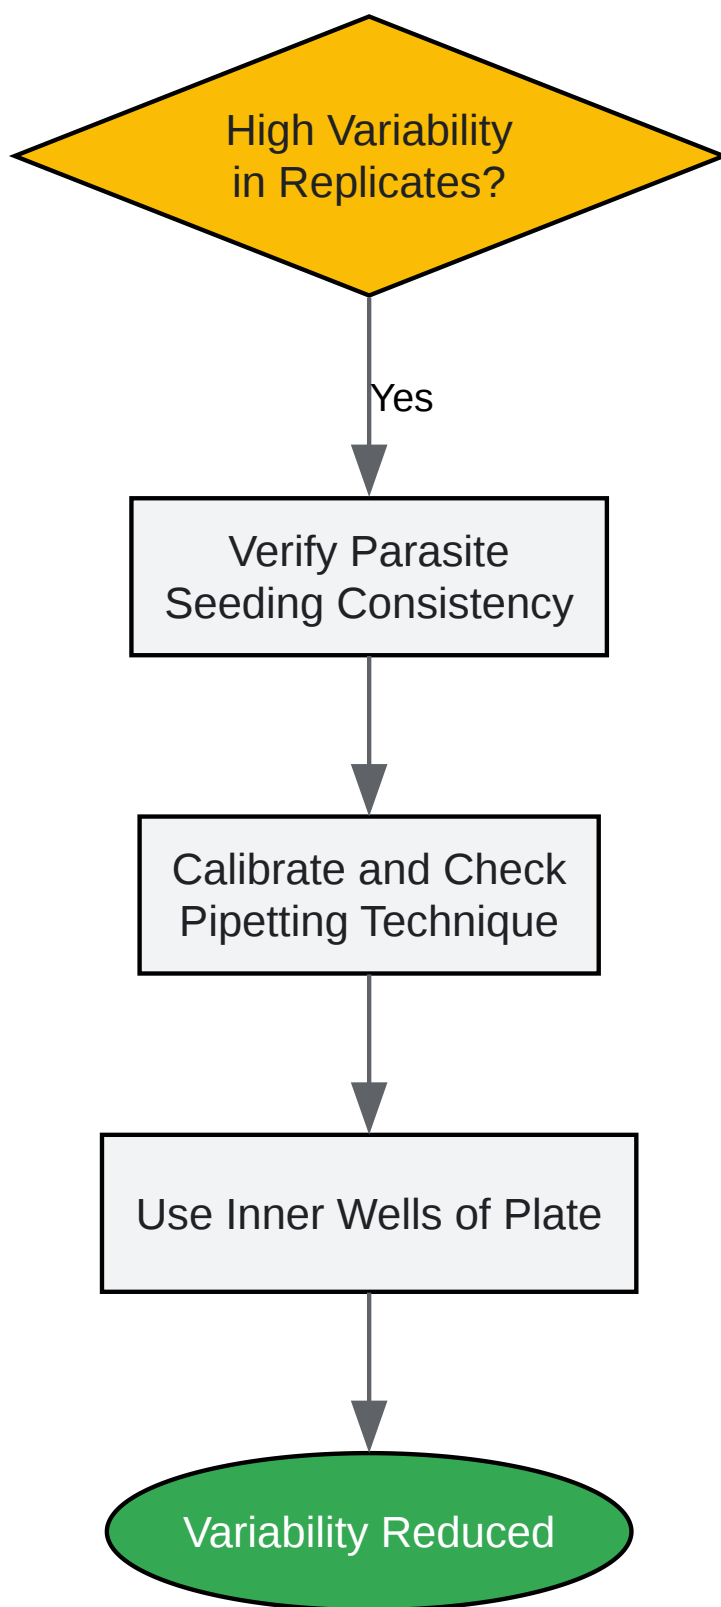 High Variability
in Replicates?
Yes
Verify Parasite
Seeding Consistency
Calibrate and Check
Pipetting Technique
Use Inner Wells of Plate
Variability Reduced